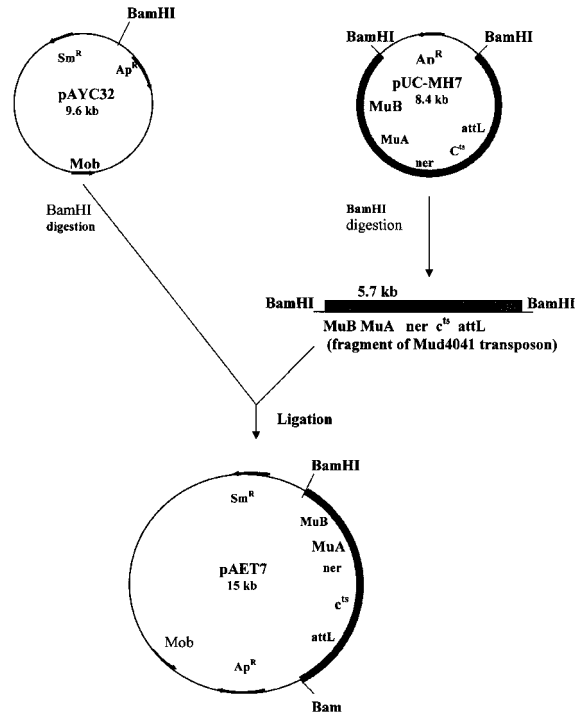 BamHI
Sm^R
Ap^R
pAYC32
9.6 kb
Mob
BamHI
digestion
BamHI
BamHI
Ap^R
pUC-MH7
8.4 kb
MuB
attL
MuA
C^ts
ner
BamHI
digestion
5.7 kb
BamHI
BamHI
MuB MuA ner c^ts attL
(fragment of Mud4041 transposon)
Ligation
BamHI
Sm^R
MuB
MuA
ner
pAET7
15 kb
c^ts
attL
Mob
Ap^R
Bam